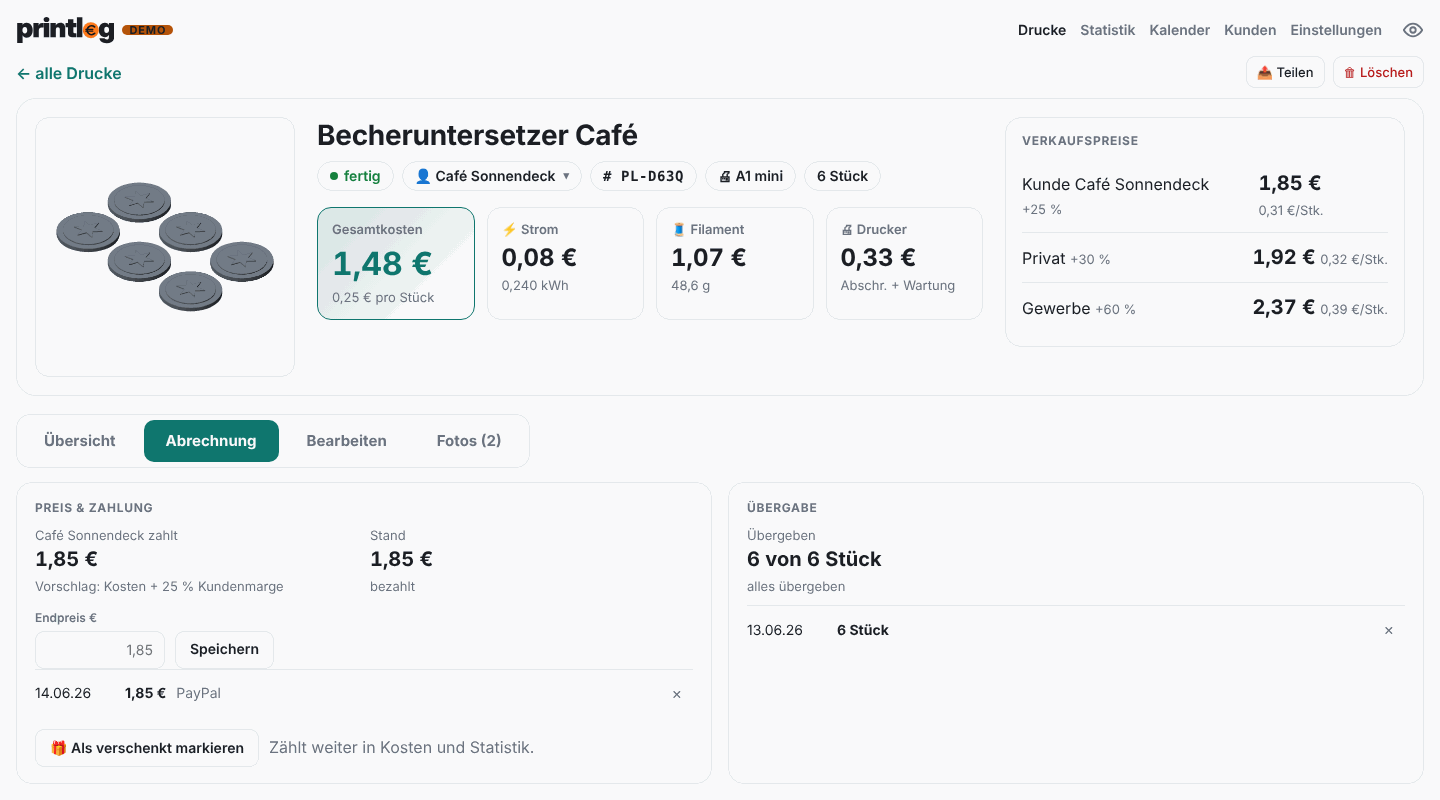 printl€g DEMO
Drucke Statistik Kalender Kunden Einstellungen
← alle Drucke
📤 Teilen 🗑 Löschen
Becheruntersetzer Café
fertig 👤 Café Sonnendeck ▾ # PL-D63Q 🖨 A1 mini 6 Stück
Gesamtkosten
1,48 €
0,25 € pro Stück
⚡ Strom
0,08 €
0,240 kWh
🧵 Filament
1,07 €
48,6 g
🖨 Drucker
0,33 €
Abschr. + Wartung
VERKAUFSPREISE
Kunde Café Sonnendeck 1,85 €
+25 % 0,31 €/Stk.
Privat +30 % 1,92 € 0,32 €/Stk.
Gewerbe +60 % 2,37 € 0,39 €/Stk.
Übersicht Abrechnung Bearbeiten Fotos (2)
PREIS & ZAHLUNG
Café Sonnendeck zahlt
1,85 €
Vorschlag: Kosten + 25 % Kundenmarge
Stand
1,85 €
bezahlt
Endpreis €
1,85 Speichern
14.06.26 1,85 € PayPal ×
🎁 Als verschenkt markieren Zählt weiter in Kosten und Statistik.
ÜBERGABE
Übergeben
6 von 6 Stück
alles übergeben
13.06.26 6 Stück ×